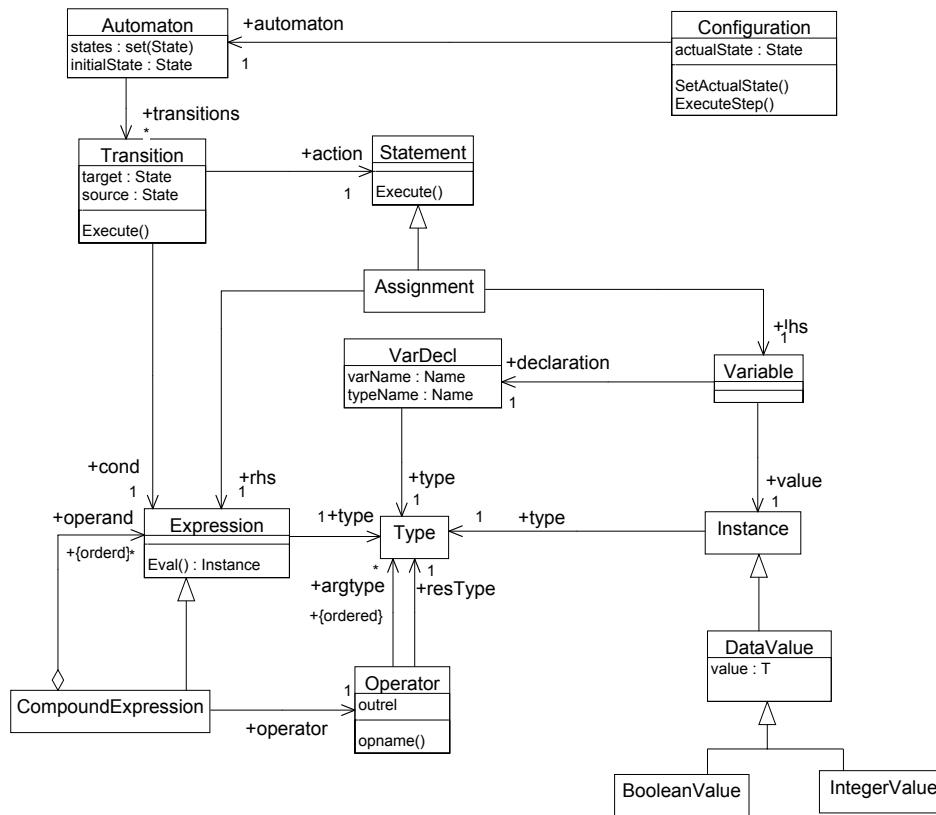 Automaton
states : set(State)
initialState : State
+automaton
1
Configuration
actualState : State
SetActualState()
ExecuteStep()
+transitions
*
Transition
target : State
source : State
Execute()
+action
1
Statement
Execute()
Assignment
+lhs
1
VarDecl
varName : Name
typeName : Name
+declaration
1
Variable
+cond
1
+rhs
1
+type
1
+value
1
+operand
+{orderd}*
Expression
Eval() : Instance
1
+type
Type
1
+type
Instance
*
+argtype
+{ordered}
1
+resType
DataValue
value : T
CompoundExpression
1
+operator
Operator
outrel
opname()
BooleanValue
IntegerValue